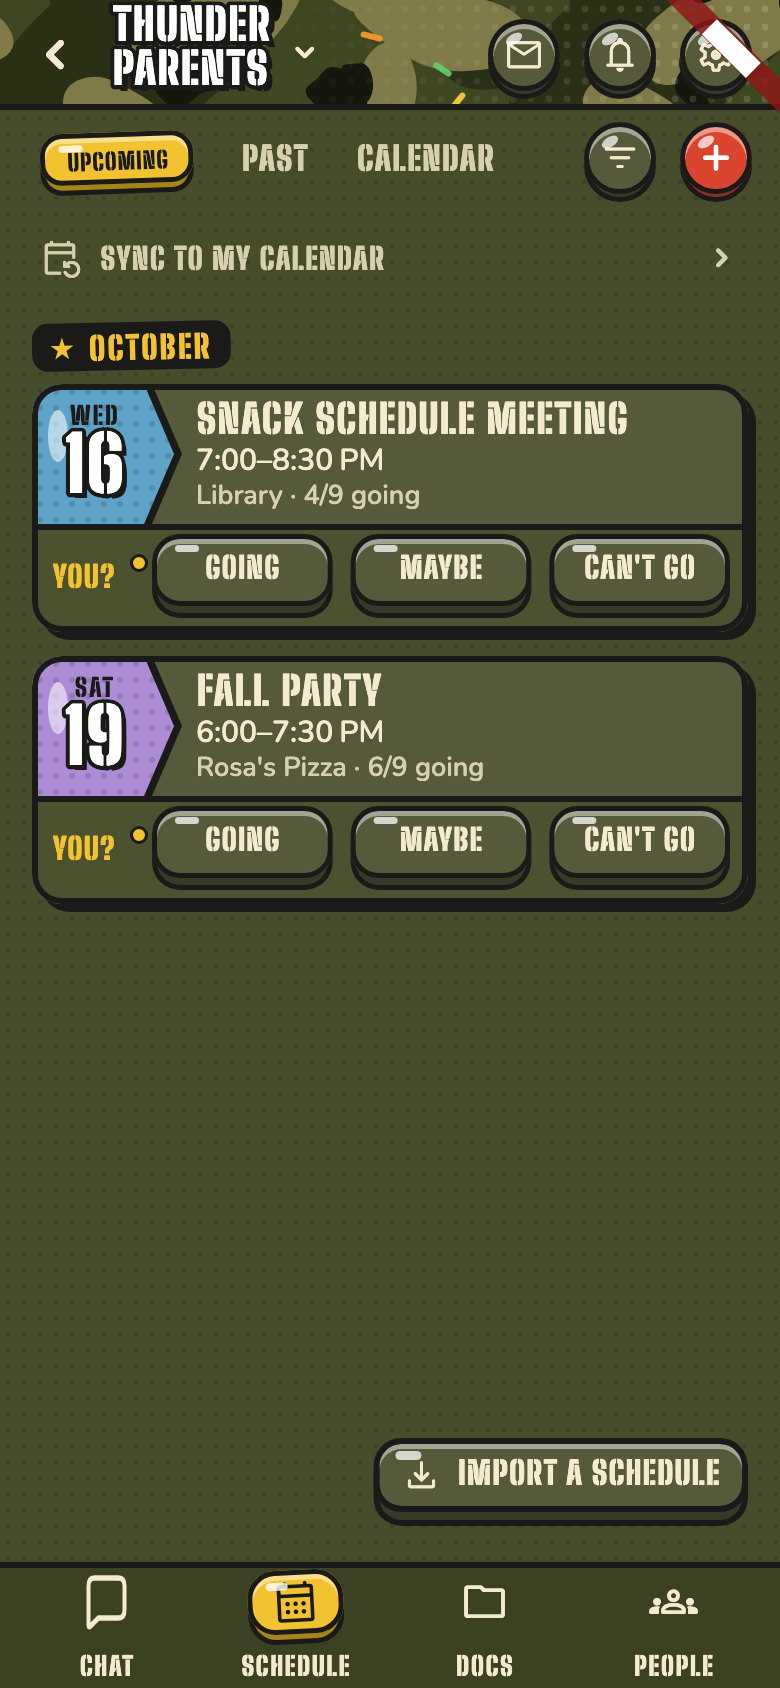 THUNDER
PARENTS
UPCOMING
PAST
CALENDAR
SYNC TO MY CALENDAR
★ OCTOBER
WED
16
SNACK SCHEDULE MEETING
7:00–8:30 PM
Library · 4/9 going
YOU?
GOING
MAYBE
CAN'T GO
SAT
19
FALL PARTY
6:00–7:30 PM
Rosa's Pizza · 6/9 going
YOU?
GOING
MAYBE
CAN'T GO
IMPORT A SCHEDULE
CHAT
SCHEDULE
DOCS
PEOPLE